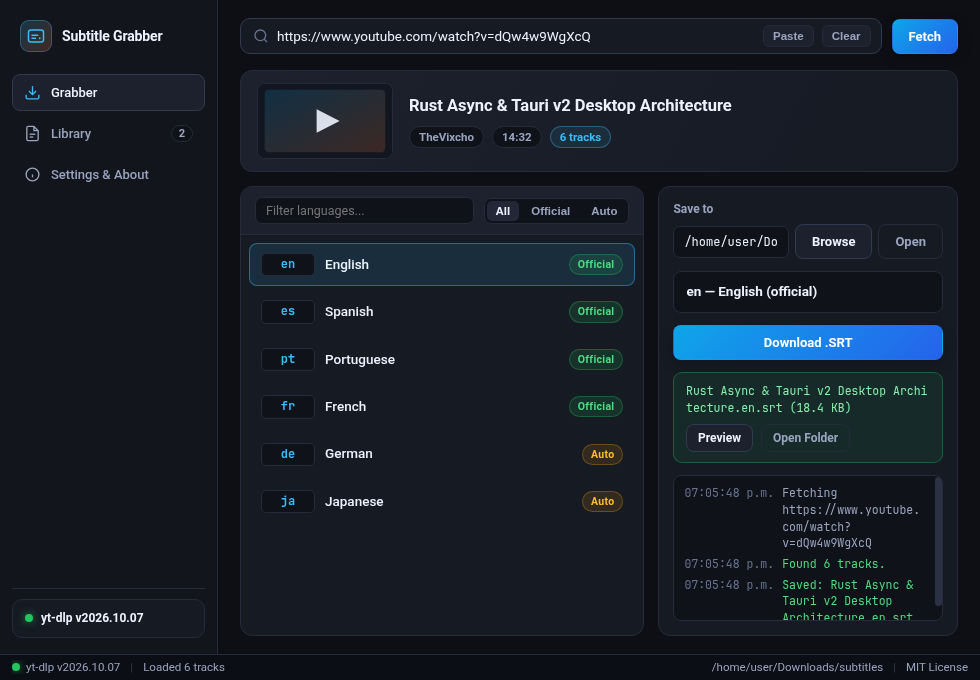 Subtitle Grabber
Grabber
Library 2
Settings & About
yt-dlp v2026.10.07
https://www.youtube.com/watch?v=dQw4w9WgXcQ
Paste
Clear
Fetch
Rust Async & Tauri v2 Desktop Architecture
TheVixcho
14:32
6 tracks
Filter languages...
All
Official
Auto
en English Official
es Spanish Official
pt Portuguese Official
fr French Official
de German Auto
ja Japanese Auto
Save to
/home/user/Do
Browse
Open
en — English (official)
Download .SRT
Rust Async & Tauri v2 Desktop Archi
tecture.en.srt (18.4 KB)
Preview
Open Folder
07:05:48 p.m. Fetching
https://www.youtube.
com/watch?
v=dQw4w9WgXcQ
07:05:48 p.m. Found 6 tracks.
07:05:48 p.m. Saved: Rust Async &
Tauri v2 Desktop
Architecture.en.srt
yt-dlp v2026.10.07
Loaded 6 tracks
/home/user/Downloads/subtitles
MIT License